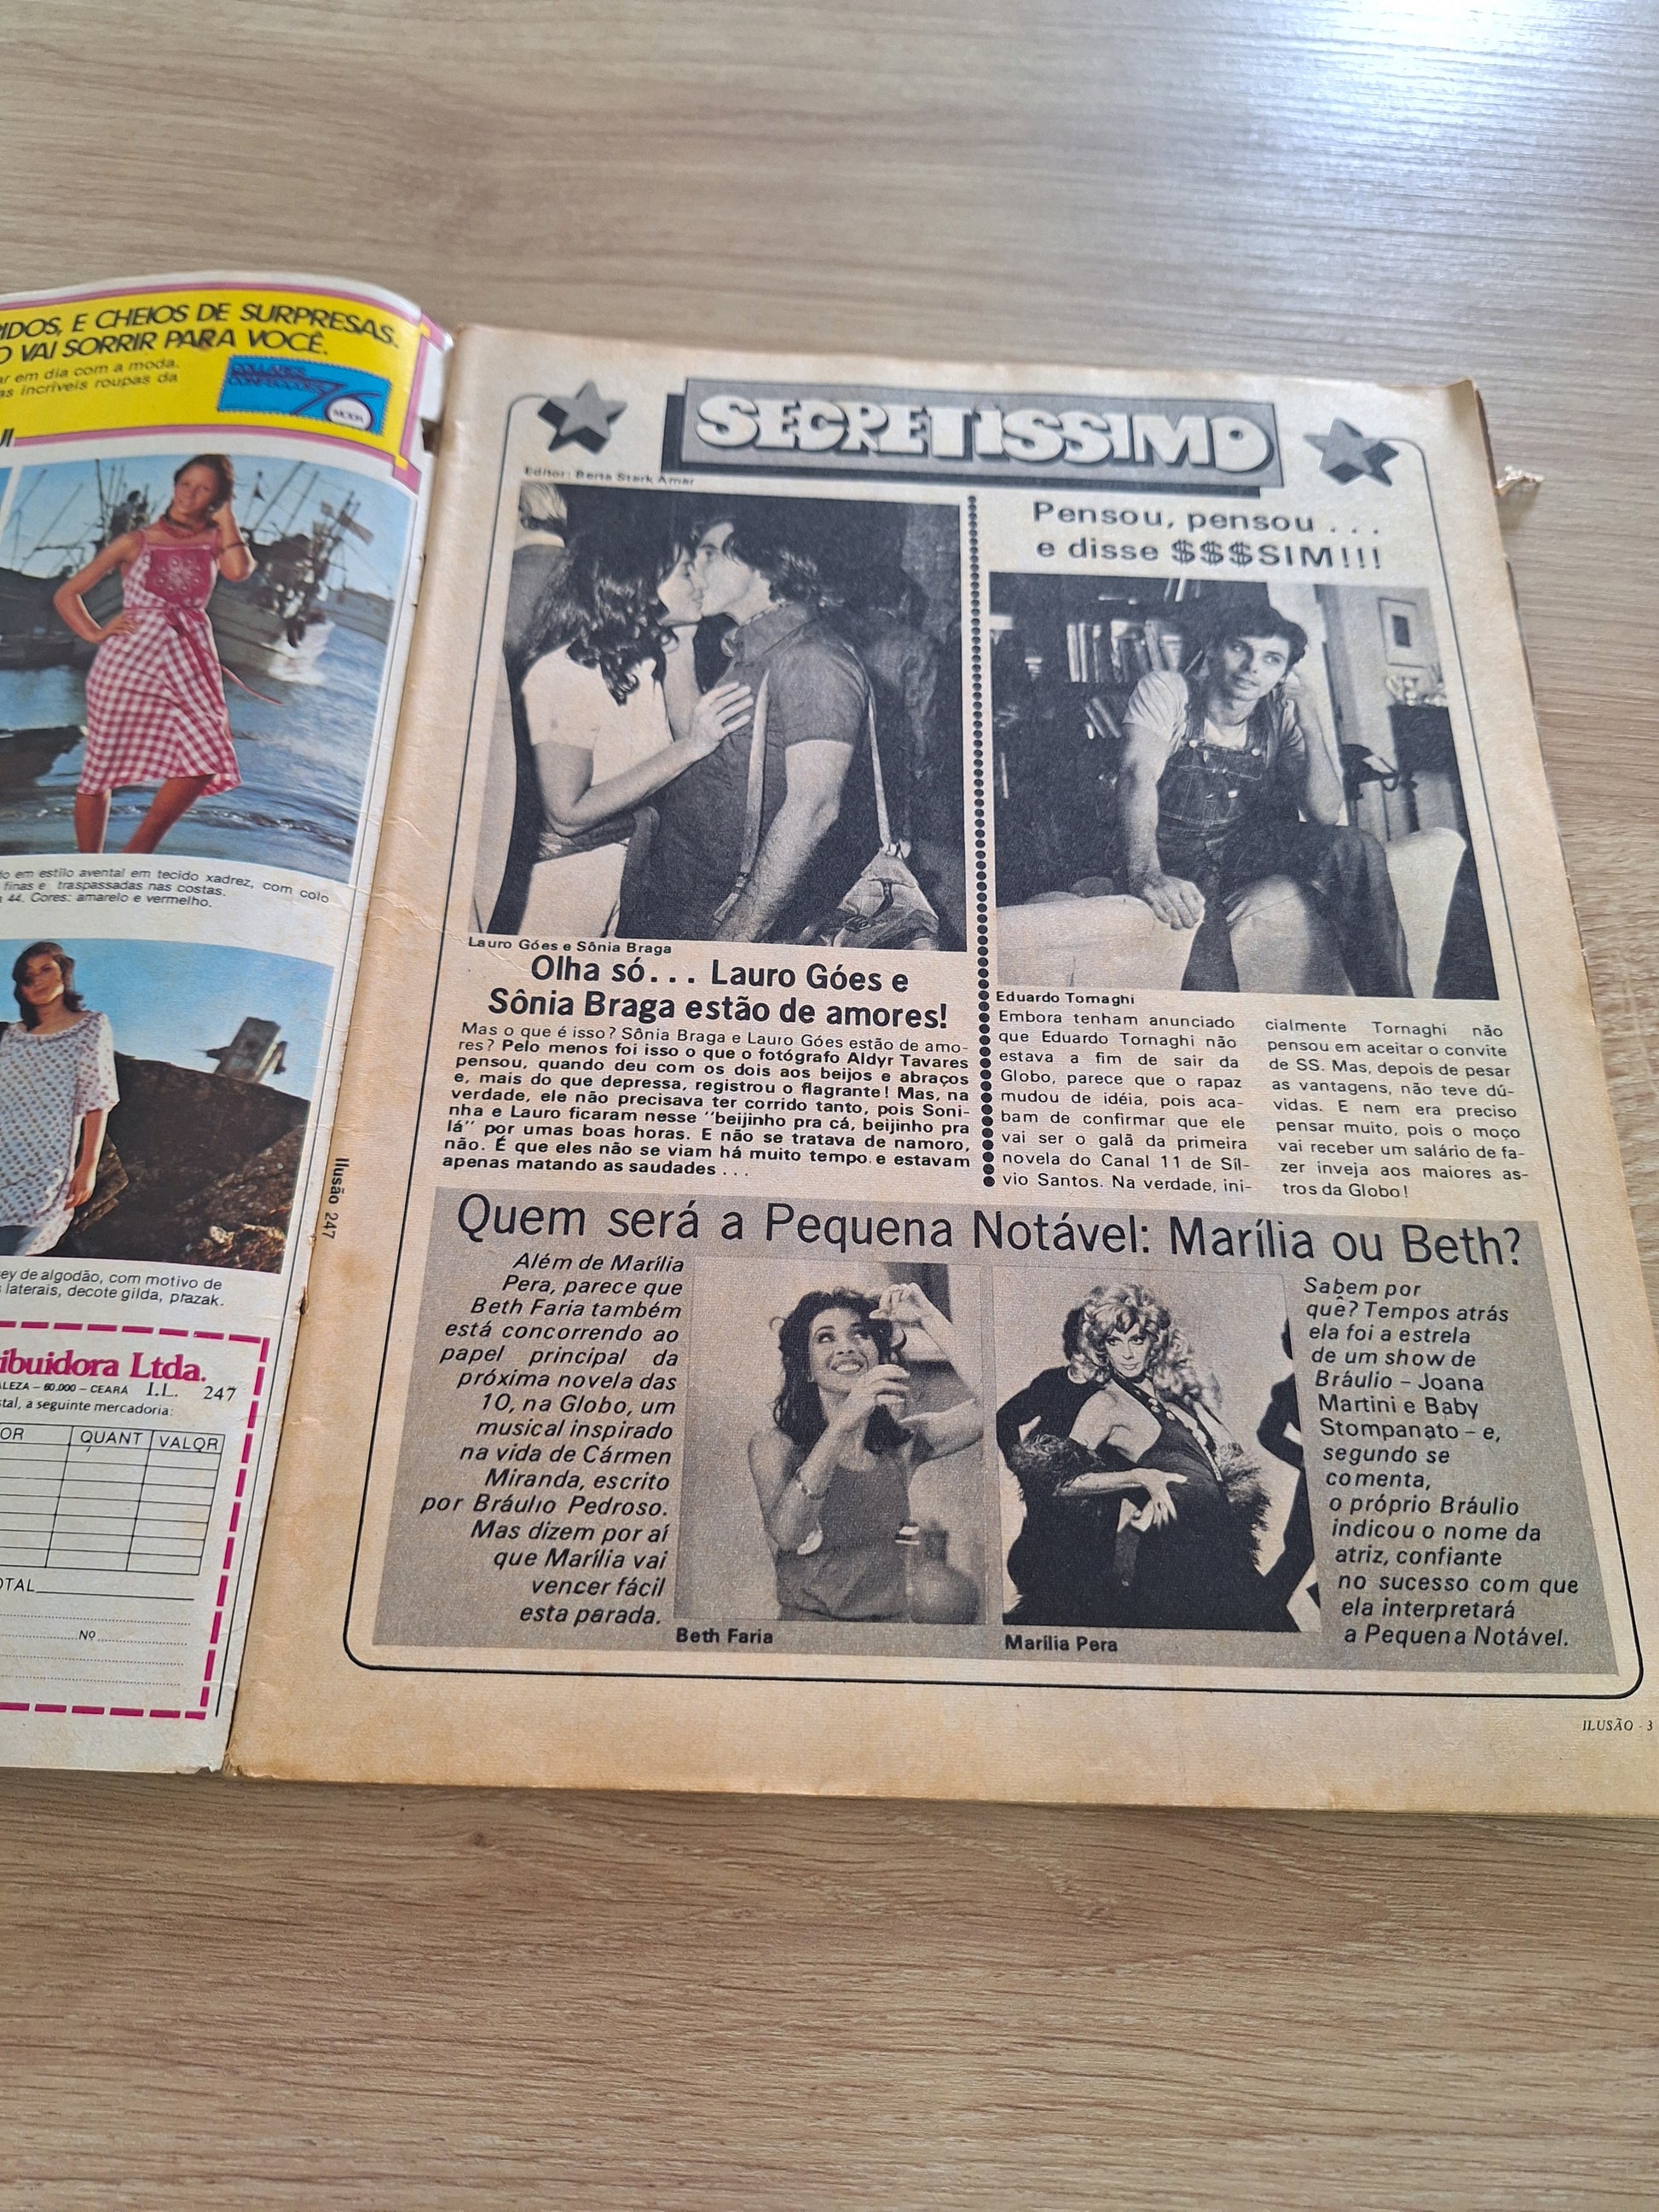 IDOS, E CHEIOS DE SURPRESAS.
O VAI SORRIR PARA VOCÊ.
ar em dia com a moda.
as incríveis roupas da
COLLARES
CONFECÇÕES
76
MODA
o em estilo avental em tecido xadrez, com colo
finas e traspassadas nas costas.
44. Cores: amarelo e vermelho.
ey de algodão, com motivo de
laterais, decote gilda, prazak.
Ilusão 247
ibuidora Ltda.
ALEZA – 60.000 – CEARÁ I.L. 247
stal, a seguinte mercadoria:
OR QUANT VALOR
OTAL
Nº
SECRETÍSSIMO
Editor: Berta Stark Amar
Lauro Góes e Sônia Braga
Olha só... Lauro Góes e
Sônia Braga estão de amores!
Mas o que é isso? Sônia Braga e Lauro Góes estão de amo-
res? Pelo menos foi isso o que o fotógrafo Aldyr Tavares
pensou, quando deu com os dois aos beijos e abraços
e, mais do que depressa, registrou o flagrante! Mas, na
verdade, ele não precisava ter corrido tanto, pois Soni-
nha e Lauro ficaram nesse "beijinho pra cá, beijinho pra
lá" por umas boas horas. E não se tratava de namoro,
não. É que eles não se viam há muito tempo e estavam
apenas matando as saudades . . .
Pensou, pensou . . .
e disse $$$SIM!!!
Eduardo Tornaghi
Embora tenham anunciado
que Eduardo Tornaghi não
estava a fim de sair da
Globo, parece que o rapaz
mudou de idéia, pois aca-
bam de confirmar que ele
vai ser o galã da primeira
novela do Canal 11 de Síl-
vio Santos. Na verdade, ini-
cialmente Tornaghi não
pensou em aceitar o convite
de SS. Mas, depois de pesar
as vantagens, não teve dú-
vidas. E nem era preciso
pensar muito, pois o moço
vai receber um salário de fa-
zer inveja aos maiores as-
tros da Globo!
Quem será a Pequena Notável: Marília ou Beth?
Além de Marília
Pera, parece que
Beth Faria também
está concorrendo ao
papel principal da
próxima novela das
10, na Globo, um
musical inspirado
na vida de Cármen
Miranda, escrito
por Bráulio Pedroso.
Mas dizem por aí
que Marília vai
vencer fácil
esta parada.
Beth Faria
Marília Pera
Sabem por
quê? Tempos atrás
ela foi a estrela
de um show de
Bráulio – Joana
Martini e Baby
Stompanato – e,
segundo se
comenta,
o próprio Bráulio
indicou o nome da
atriz, confiante
no sucesso com que
ela interpretará
a Pequena Notável.
ILUSÃO - 3